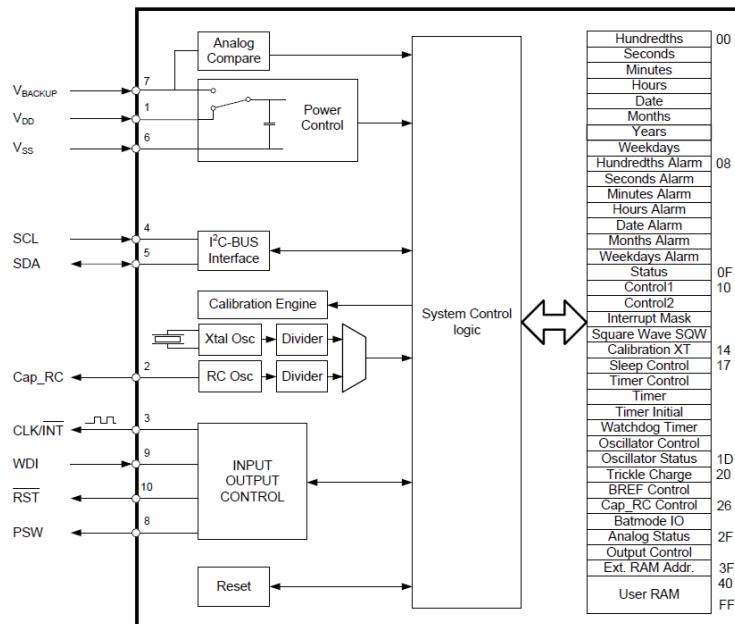 Analog
Compare
7
V_BACKUP
1
V_DD
Power
Control
6
V_SS
4
SCL
I²C-BUS
Interface
5
SDA
Calibration Engine
Xtal Osc
Divider
2
Cap_RC
RC Osc
Divider
3
CLK/I̅N̅T̅
9
WDI
INPUT
OUTPUT
CONTROL
10
R̅S̅T̅
8
PSW
Reset
System Control
logic
Hundredths 00
Seconds
Minutes
Hours
Date
Months
Years
Weekdays
Hundredths Alarm 08
Seconds Alarm
Minutes Alarm
Hours Alarm
Date Alarm
Months Alarm
Weekdays Alarm
Status 0F
Control1 10
Control2
Interrupt Mask
Square Wave SQW
Calibration XT 14
Sleep Control 17
Timer Control
Timer
Timer Initial
Watchdog Timer
Oscillator Control
Oscillator Status 1D
Trickle Charge 20
BREF Control
Cap_RC Control 26
Batmode IO
Analog Status 2F
Output Control
Ext. RAM Addr. 3F
40
User RAM
FF